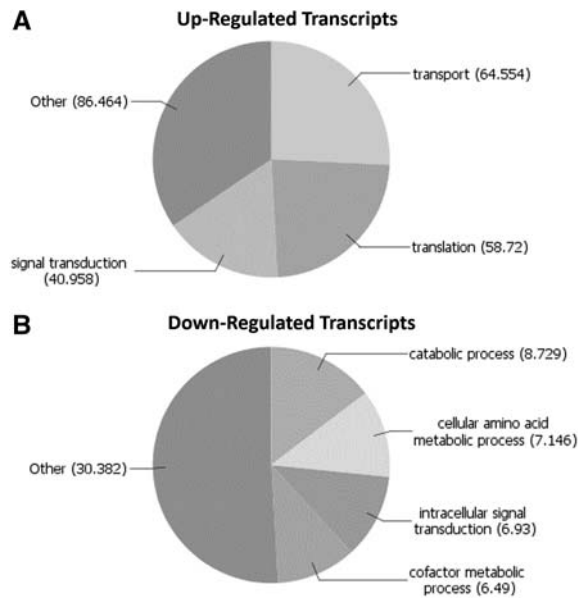 A
Up-Regulated Transcripts
transport (64.554)
Other (86.464)
translation (58.72)
signal transduction
(40.958)
B
Down-Regulated Transcripts
catabolic process (8.729)
cellular amino acid
metabolic process (7.146)
Other (30.382)
intracellular signal
transduction (6.93)
cofactor metabolic
process (6.49)